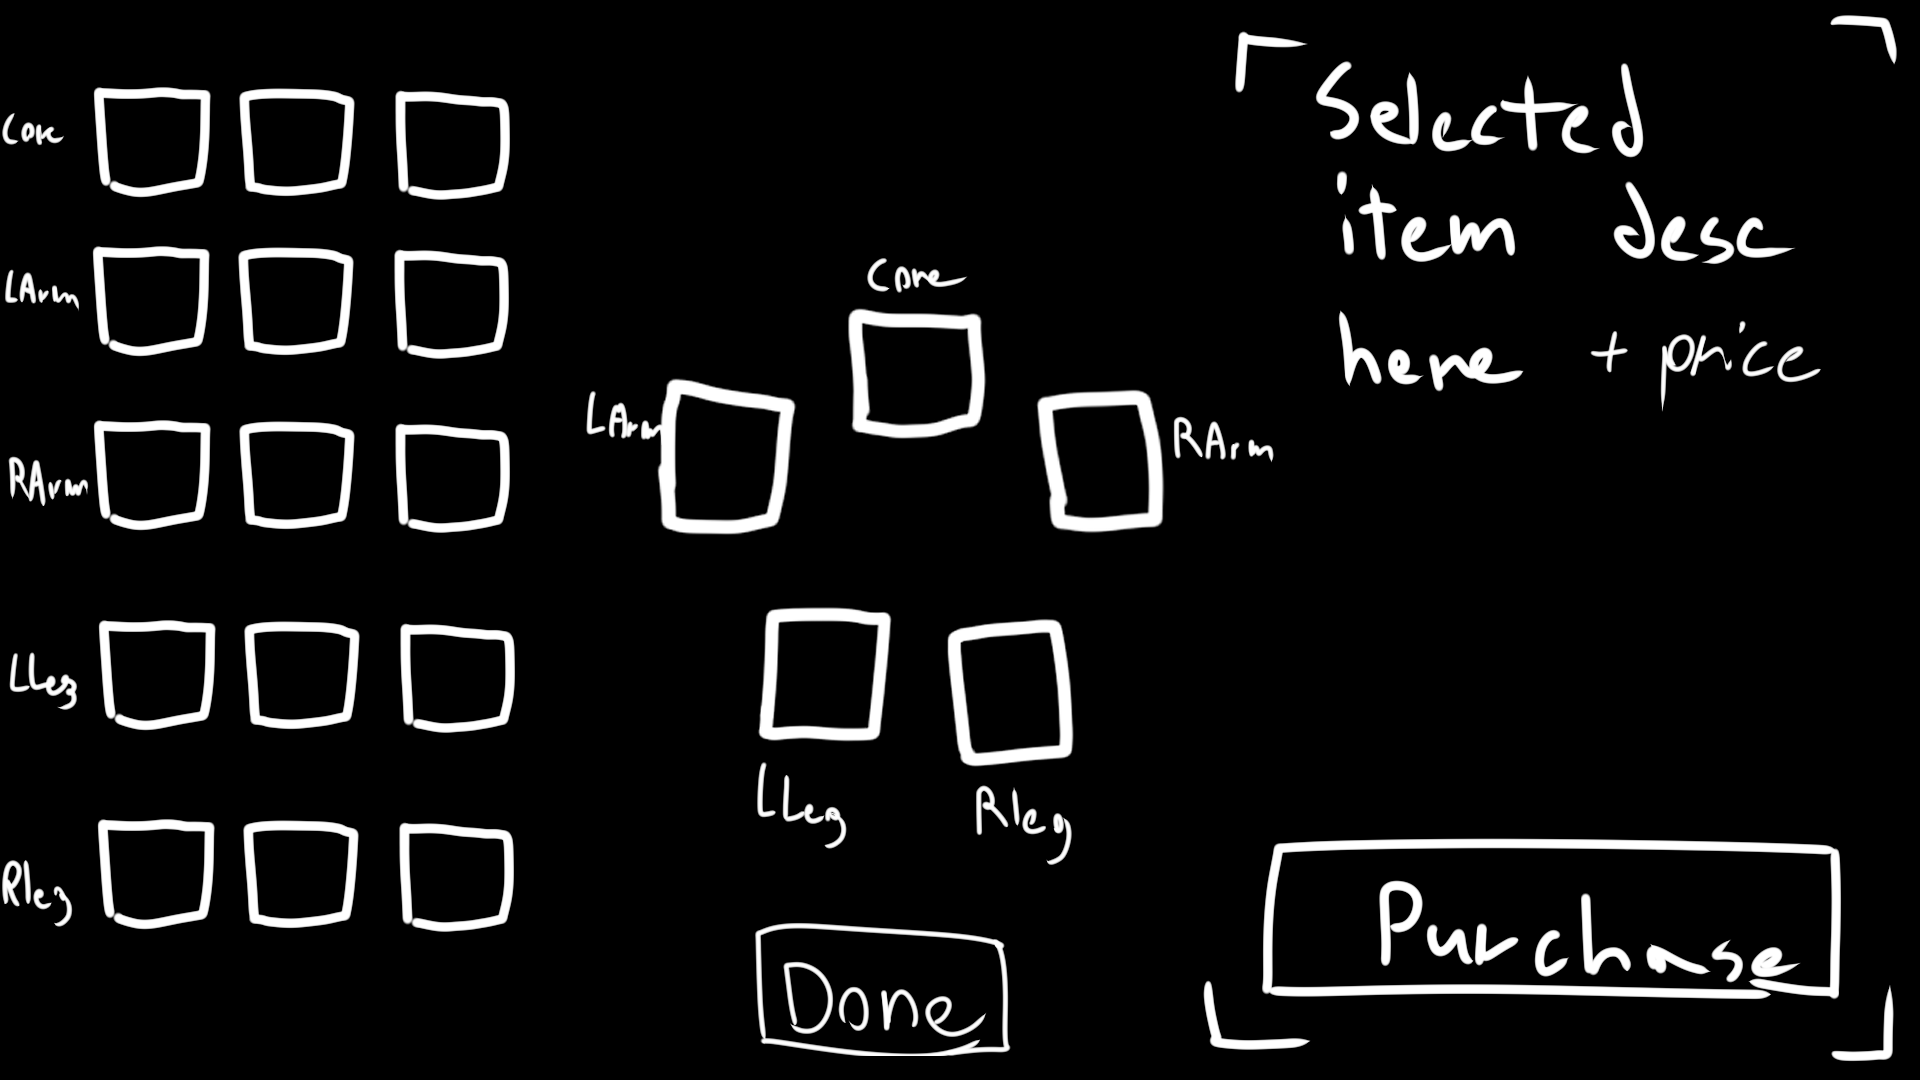 Core
LArm
RArm
LLeg
RLeg
Core
LArm
RArm
LLeg
RLeg
Done
Selected
item desc
here + price
Purchase